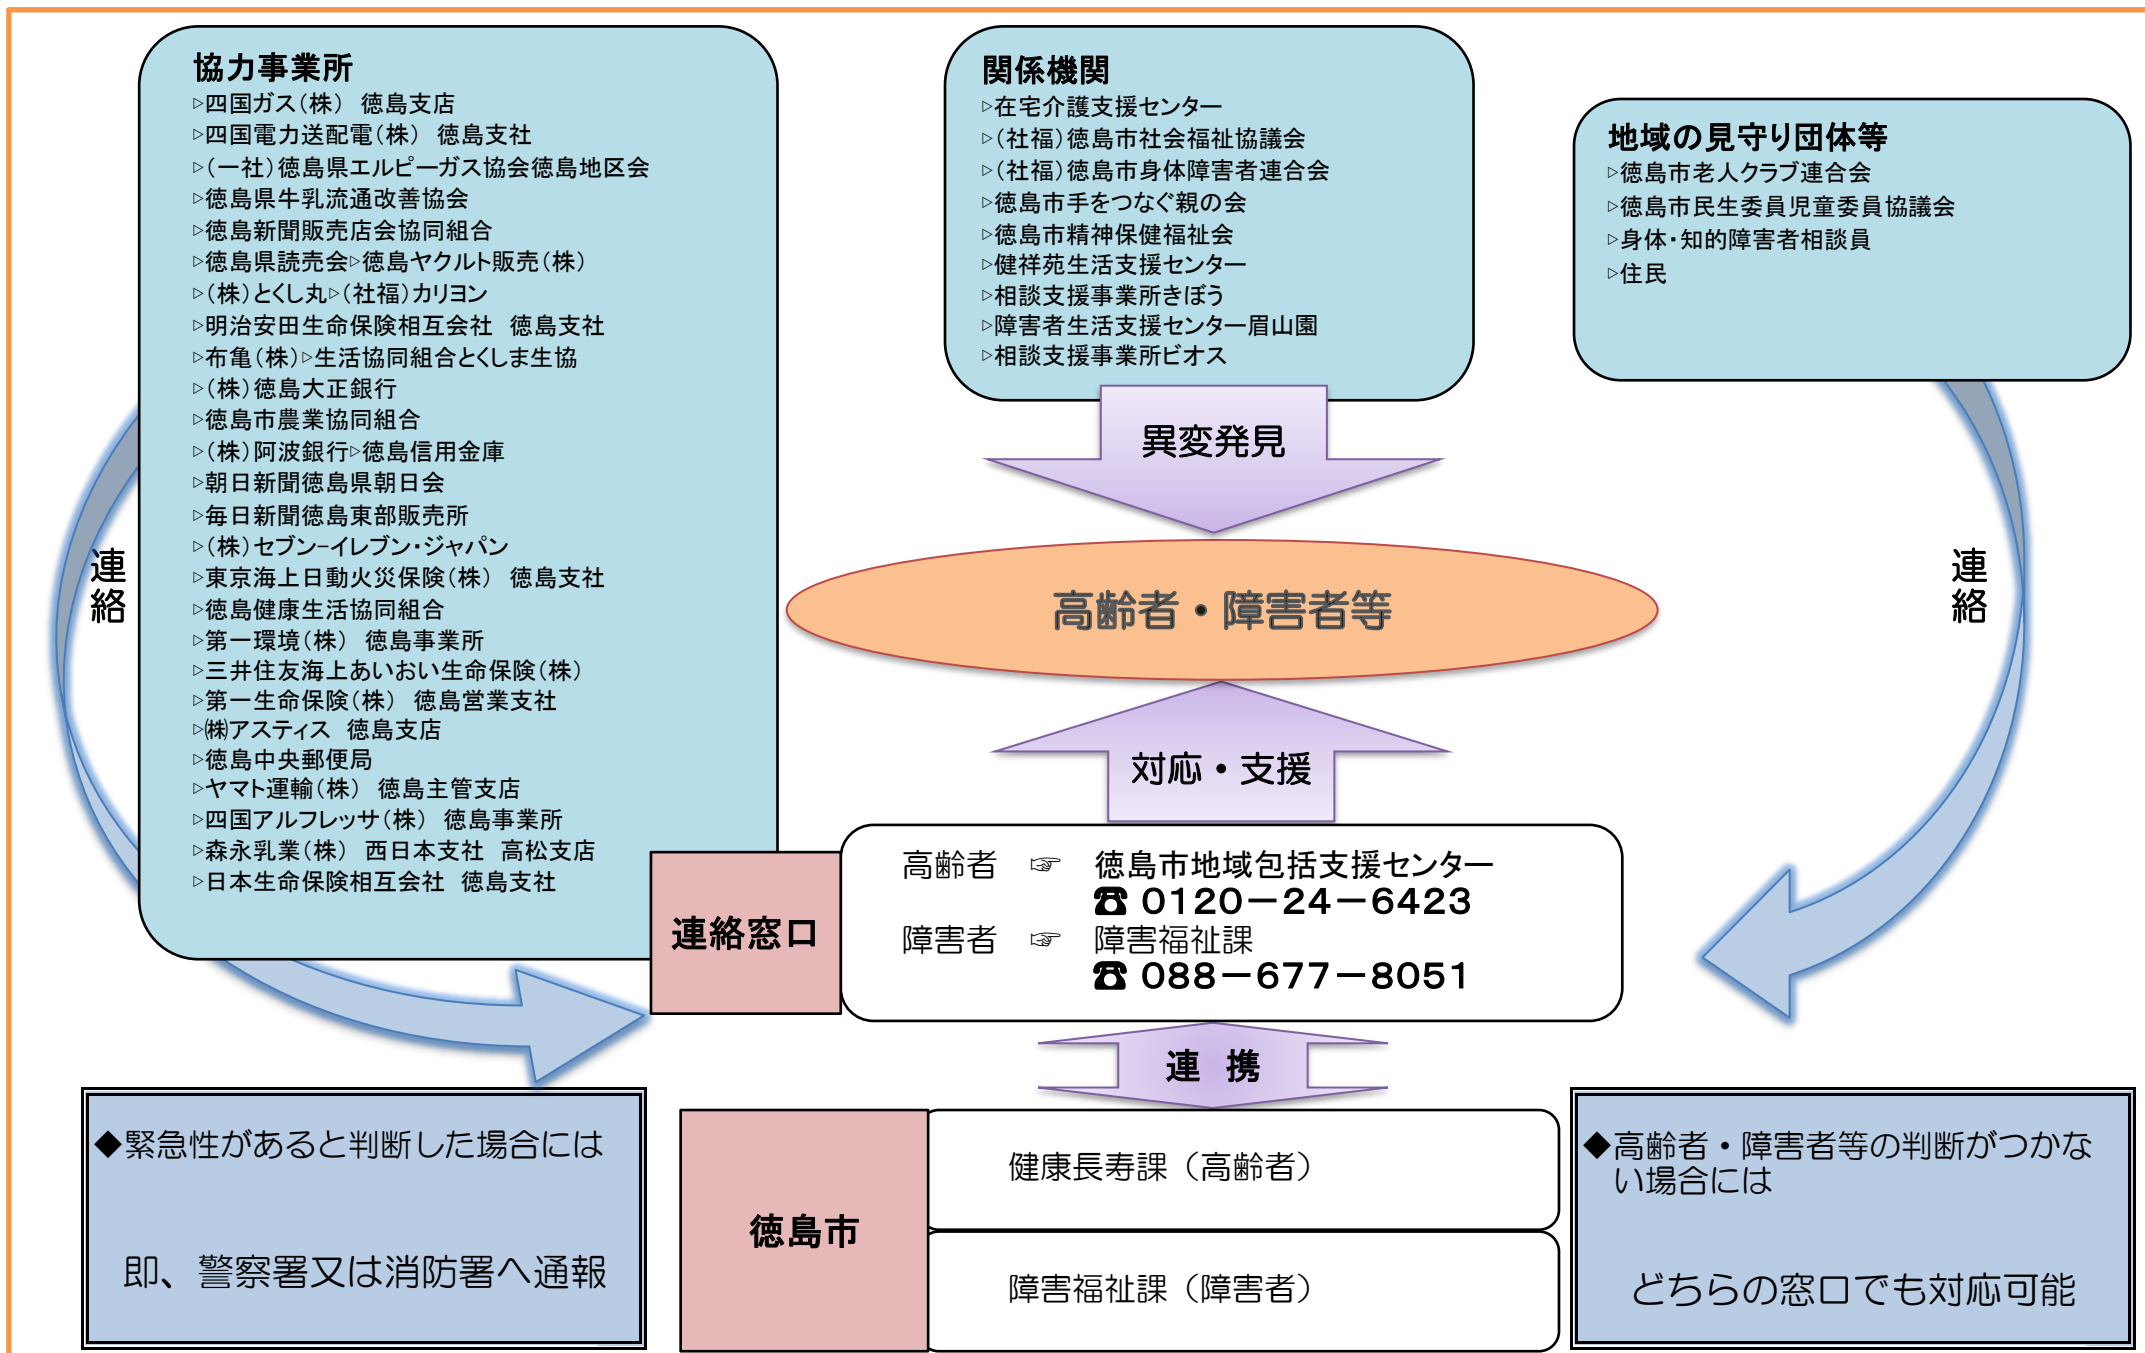 協力事業所
▷四国ガス(株) 徳島支店
▷四国電力送配電(株) 徳島支社
▷(一社)徳島県エルピーガス協会徳島地区会
▷徳島県牛乳流通改善協会
▷徳島新聞販売店会協同組合
▷徳島県読売会▷徳島ヤクルト販売(株)
▷(株)とくし丸▷(社福)カリヨン
▷明治安田生命保険相互会社 徳島支社
▷布亀(株)▷生活協同組合とくしま生協
▷(株)徳島大正銀行
▷徳島市農業協同組合
▷(株)阿波銀行▷徳島信用金庫
▷朝日新聞徳島県朝日会
▷毎日新聞徳島東部販売所
▷(株)セブン-イレブン・ジャパン
▷東京海上日動火災保険(株) 徳島支社
▷徳島健康生活協同組合
▷第一環境(株) 徳島事業所
▷三井住友海上あいおい生命保険(株)
▷第一生命保険(株) 徳島営業支社
▷㈱アスティス 徳島支店
▷徳島中央郵便局
▷ヤマト運輸(株) 徳島主管支店
▷四国アルフレッサ(株) 徳島事業所
▷森永乳業(株) 西日本支社 高松支店
▷日本生命保険相互会社 徳島支社
関係機関
▷在宅介護支援センター
▷(社福)徳島市社会福祉協議会
▷(社福)徳島市身体障害者連合会
▷徳島市手をつなぐ親の会
▷徳島市精神保健福祉会
▷健祥苑生活支援センター
▷相談支援事業所きぼう
▷障害者生活支援センター眉山園
▷相談支援事業所ビオス
地域の見守り団体等
▷徳島市老人クラブ連合会
▷徳島市民生委員児童委員協議会
▷身体・知的障害者相談員
▷住民
異変発見
連絡
連絡
高齢者・障害者等
対応・支援
連絡窓口
高齢者 ☞ 徳島市地域包括支援センター
☎ 0120－24－6423
障害者 ☞ 障害福祉課
☎ 088－677－8051
連 携
徳島市
健康長寿課（高齢者）
障害福祉課（障害者）
◆緊急性があると判断した場合には
即、警察署又は消防署へ通報
◆高齢者・障害者等の判断がつかな
い場合には
どちらの窓口でも対応可能